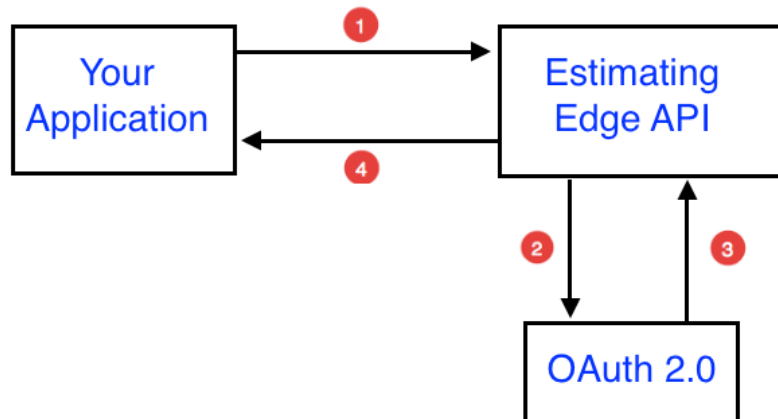 1
Your
Application
Estimating
Edge API
4
2
3
OAuth 2.0